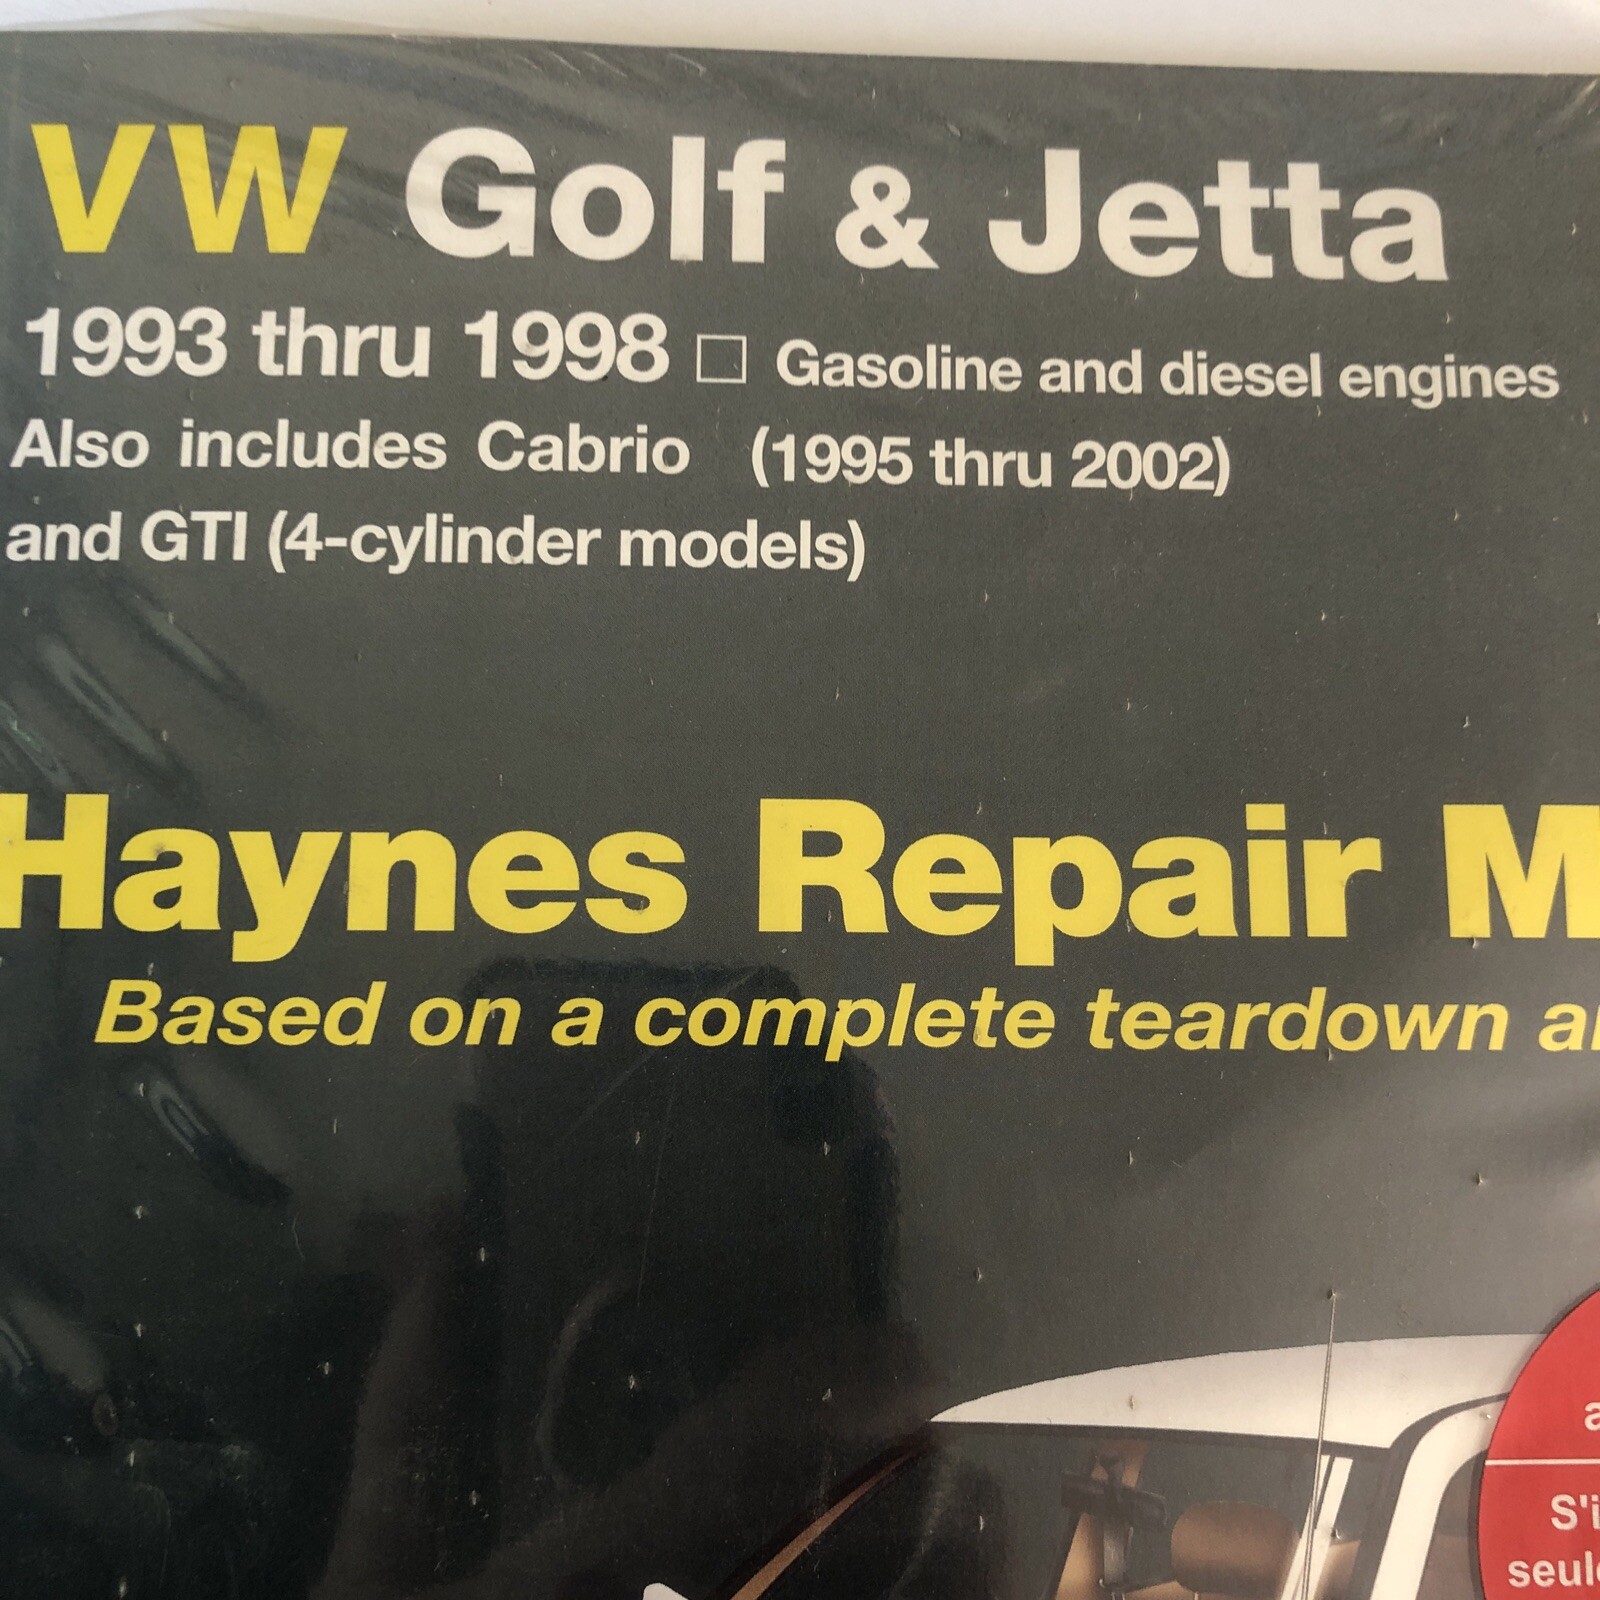 VW Golf & Jetta
1993 thru 1998 □ Gasoline and diesel engines
Also includes Cabrio (1995 thru 2002)
and GTI (4-cylinder models)
Haynes Repair M
Based on a complete teardown
S'i